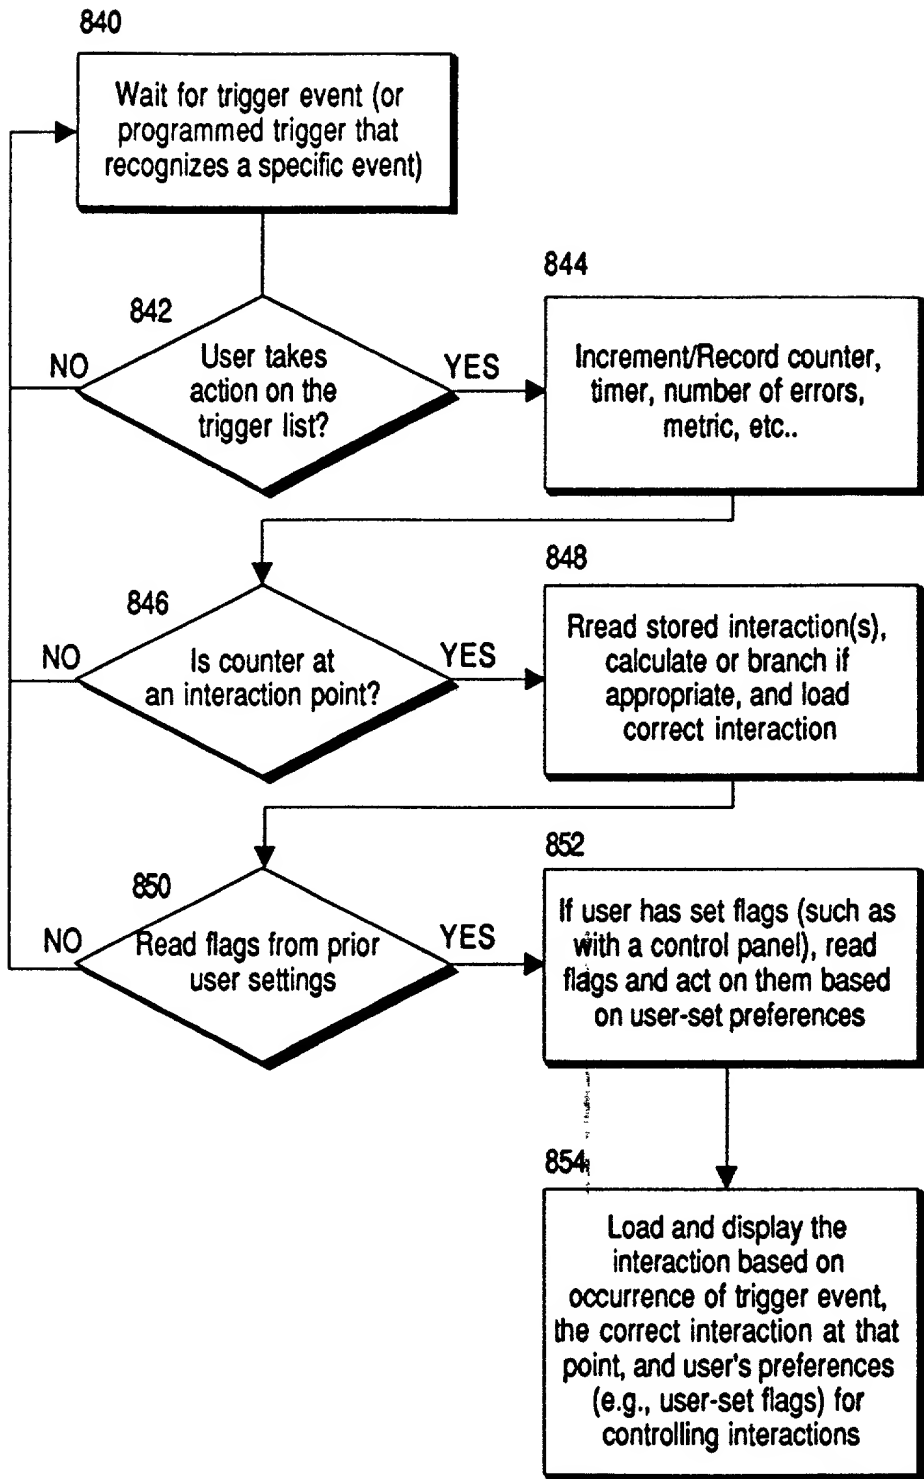 840
Wait for trigger event (or
programmed trigger that
recognizes a specific event)
842
NO
User takes
action on the
trigger list?
YES
844
Increment/Record counter,
timer, number of errors,
metric, etc..
846
NO
Is counter at
an interaction point?
YES
848
Rread stored interaction(s),
calculate or branch if
appropriate, and load
correct interaction
850
NO
Read flags from prior
user settings
YES
852
If user has set flags (such as
with a control panel), read
flags and act on them based
on user-set preferences
854
Load and display the
interaction based on
occurrence of trigger event,
the correct interaction at that
point, and user's preferences
(e.g., user-set flags) for
controlling interactions